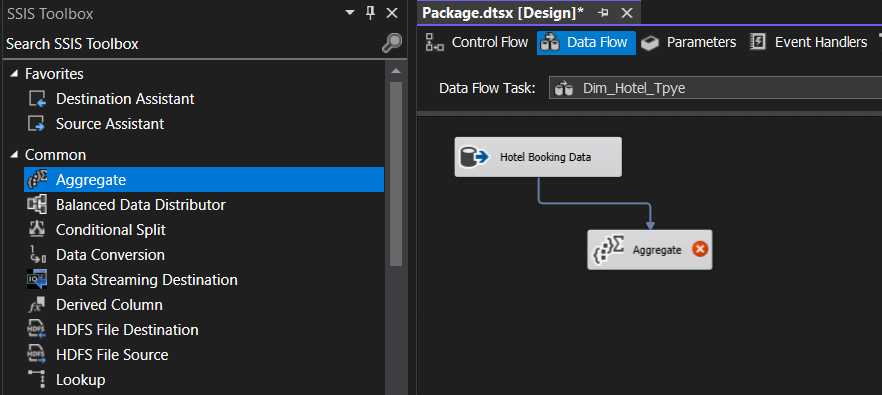 SSIS Toolbox
Search SSIS Toolbox
Favorites
Destination Assistant
Source Assistant
Common
Aggregate
Balanced Data Distributor
Conditional Split
Data Conversion
Data Streaming Destination
Derived Column
HDFS File Destination
HDFS File Source
Lookup
Package.dtsx [Design]*
Control Flow
Data Flow
Parameters
Event Handlers
Data Flow Task:
Dim_Hotel_Tpye
Hotel Booking Data
Aggregate